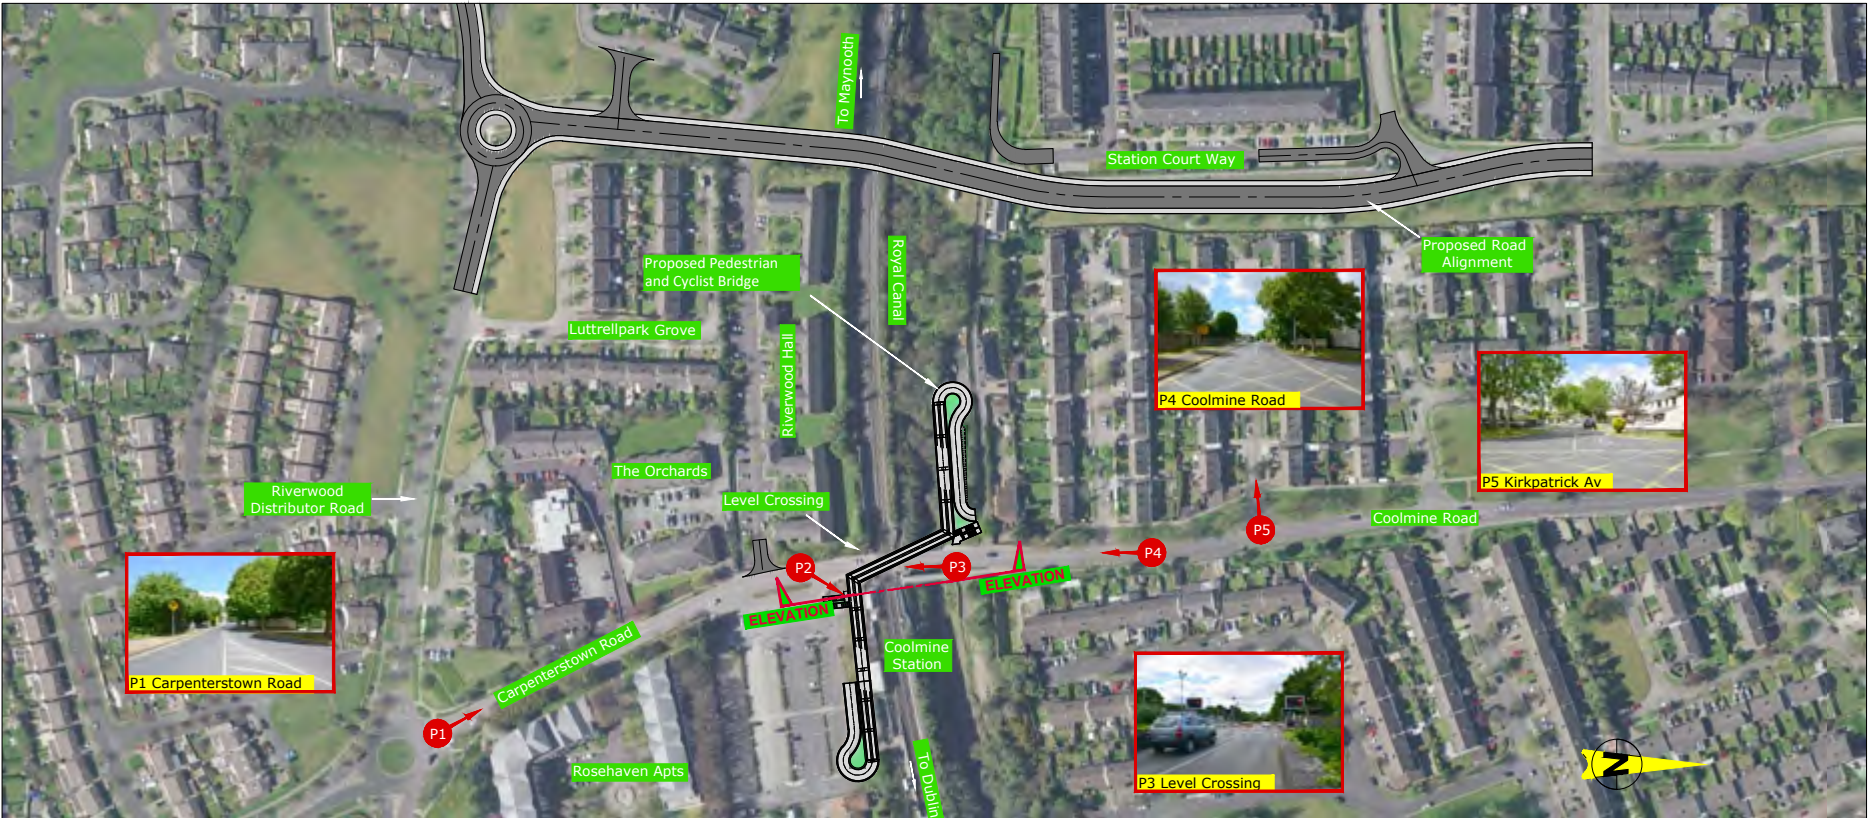 To Maynooth
Station Court Way
Proposed Road
Alignment
Proposed Pedestrian
and Cyclist Bridge
Royal Canal
Luttrellpark Grove
Riverwood Hall
P4 Coolmine Road
P5 Kirkpatrick Av
The Orchards
Level Crossing
Riverwood
Distributor Road
Coolmine Road
P5
P4
P2
P3
ELEVATION
ELEVATION
Carpenterstown Road
Coolmine
Station
P1 Carpenterstown Road
P1
Rosehaven Apts
To Dublin
P3 Level Crossing
N